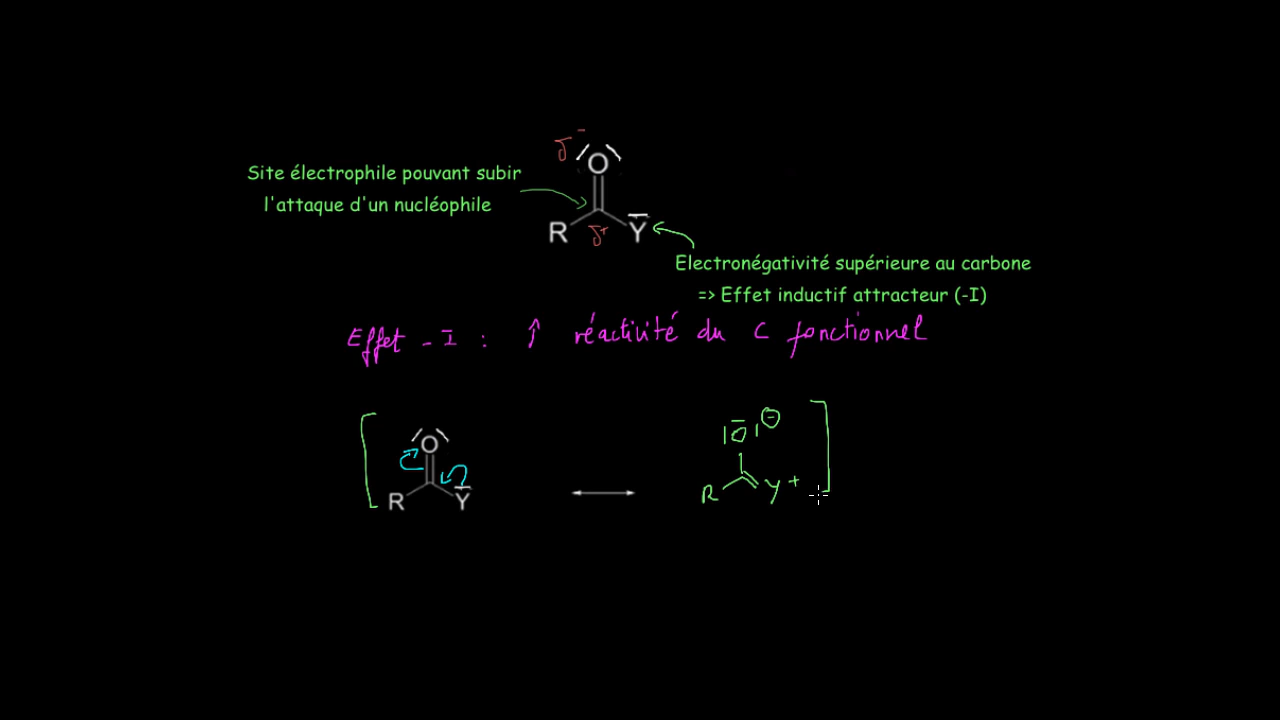 δ-
O
Site électrophile pouvant subir
l'attaque d'un nucléophile
R δ+ Y
Electronégativité supérieure au carbone
=> Effet inductif attracteur (-I)
Effet - I : ↑ réactivité du C fonctionnel
O
R Y
|O| ⊖
R Y +